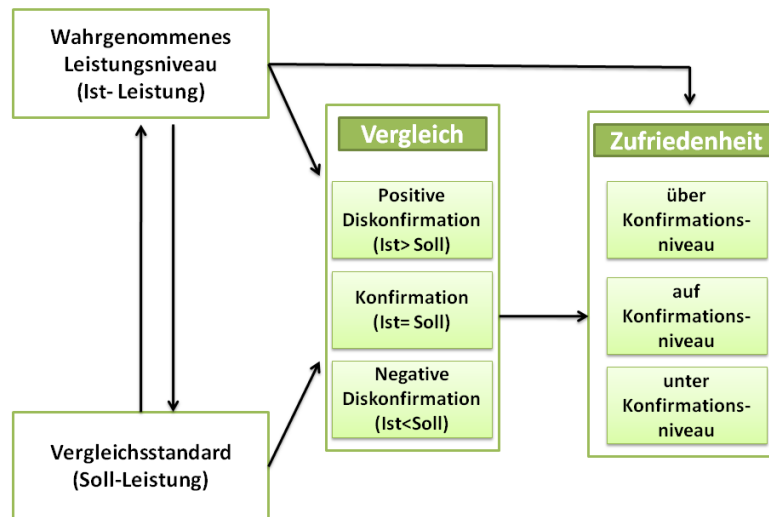 Wahrgenommenes
Leistungsniveau
(Ist- Leistung)
Vergleich
Positive
Diskonfirmation
(Ist> Soll)
Konfirmation
(Ist= Soll)
Negative
Diskonfirmation
(Ist<Soll)
Zufriedenheit
über
Konfirmations-
niveau
auf
Konfirmations-
niveau
unter
Konfirmations-
niveau
Vergleichsstandard
(Soll-Leistung)